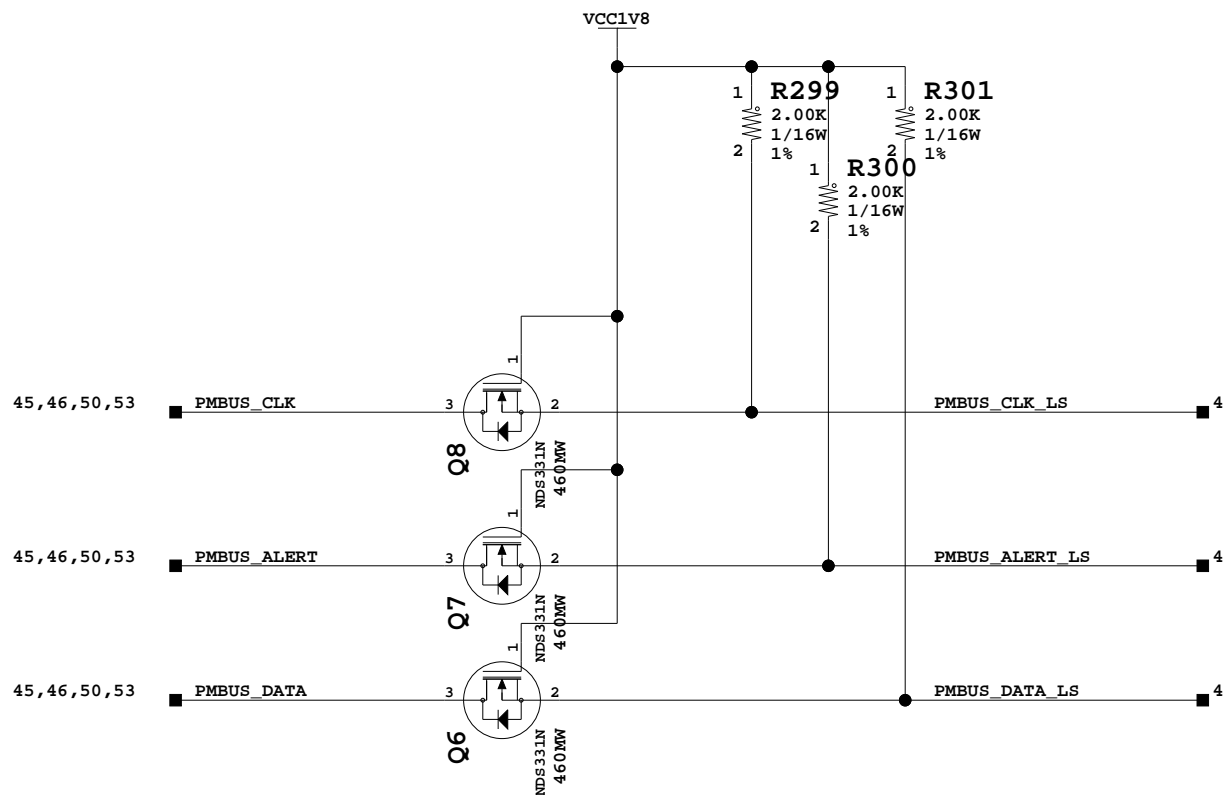 VCC1V8
1
R299
2.00K
1/16W
2
1%
1
R301
2.00K
1/16W
2
1%
1
R300
2.00K
1/16W
2
1%
1
45,46,50,53
PMBUS_CLK
3
2
PMBUS_CLK_LS
4
Q8
NDS331N
460MW
1
45,46,50,53
PMBUS_ALERT
3
2
PMBUS_ALERT_LS
4
Q7
NDS331N
460MW
1
45,46,50,53
PMBUS_DATA
3
2
PMBUS_DATA_LS
4
Q6
NDS331N
460MW